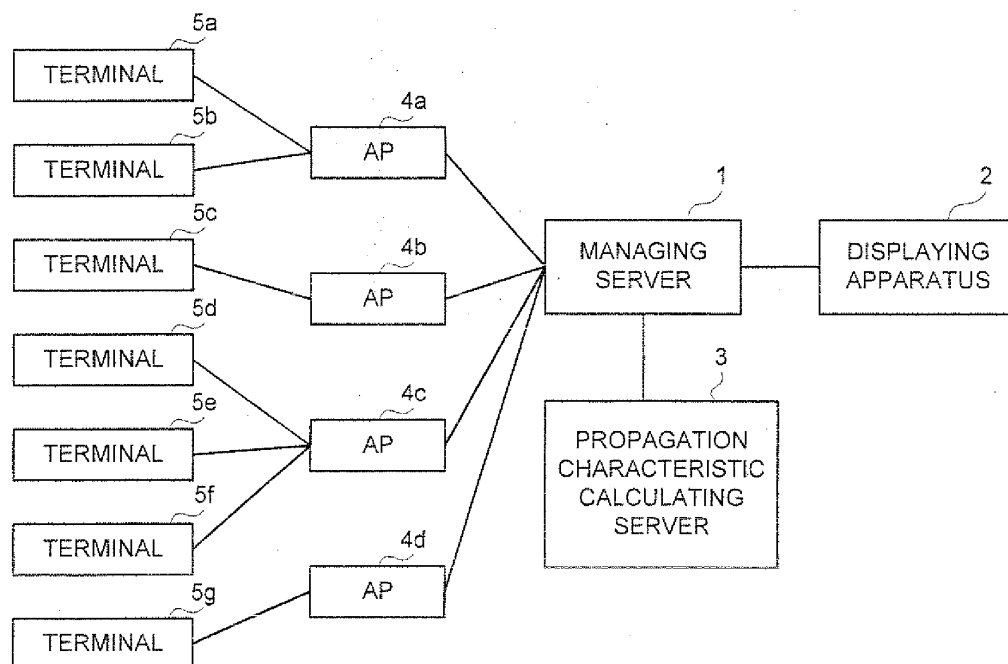 5a
TERMINAL
5b
TERMINAL
5c
TERMINAL
5d
TERMINAL
5e
TERMINAL
5f
TERMINAL
5g
TERMINAL
4a
AP
4b
AP
4c
AP
4d
AP
1
MANAGING
SERVER
2
DISPLAYING
APPARATUS
3
PROPAGATION
CHARACTERISTIC
CALCULATING
SERVER